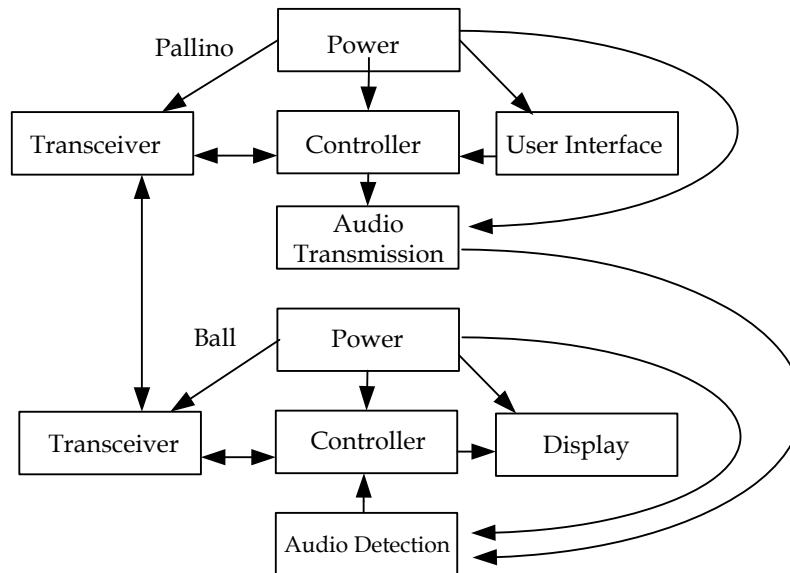 Pallino
Power
Transceiver
Controller
User Interface
Audio
Transmission
Ball
Power
Transceiver
Controller
Display
Audio Detection